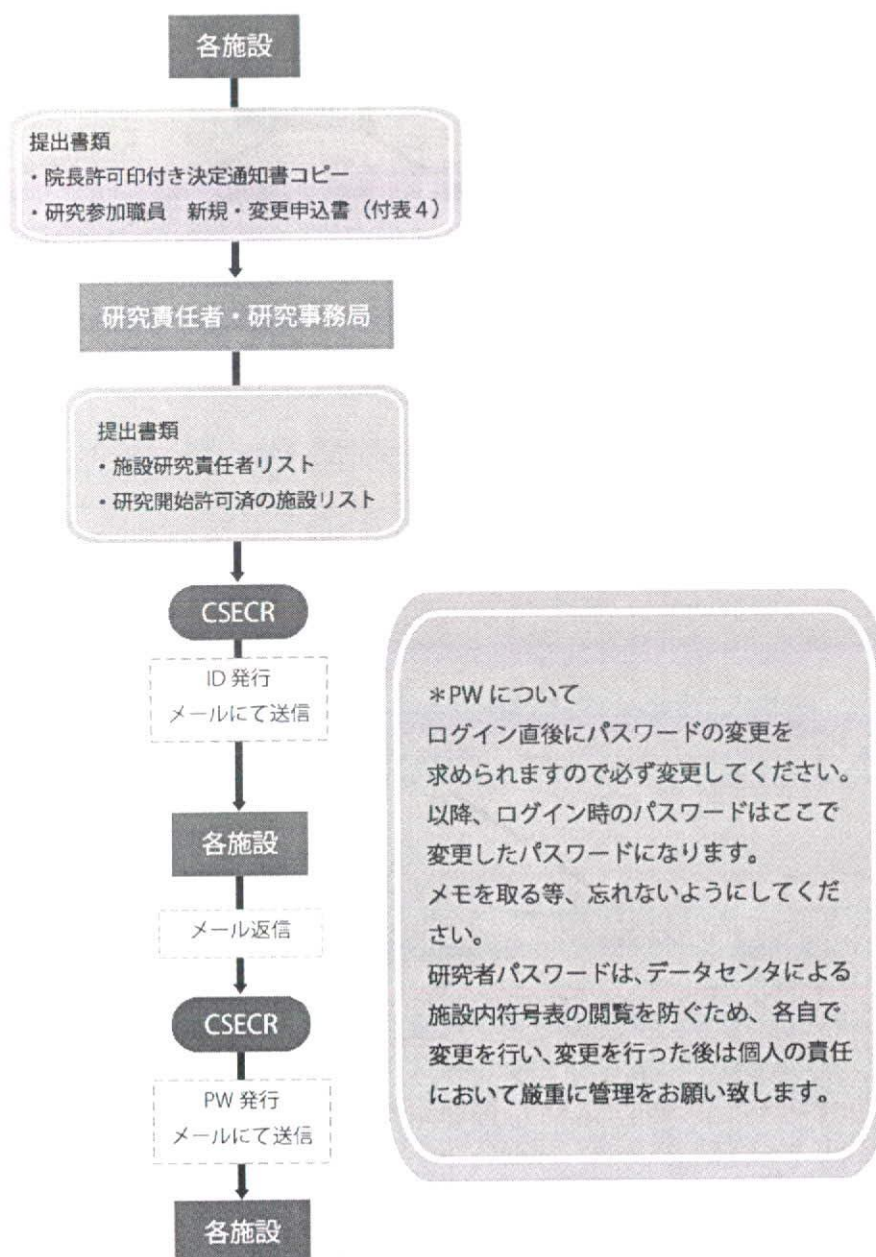 各施設
提出書類
・院長許可印付き決定通知書コピー
・研究参加職員　新規・変更申込書（付表４）
研究責任者・研究事務局
提出書類
・施設研究責任者リスト
・研究開始許可済の施設リスト
CSECR
ID 発行
メールにて送信
各施設
メール返信
CSECR
PW 発行
メールにて送信
各施設
＊PW について
ログイン直後にパスワードの変更を
求められますので必ず変更してください。
以降、ログイン時のパスワードはここで
変更したパスワードになります。
メモを取る等、忘れないようにしてくだ
さい。
研究者パスワードは、データセンタによる
施設内符号表の閲覧を防ぐため、各自で
変更を行い、変更を行った後は個人の責任
において厳重に管理をお願い致します。